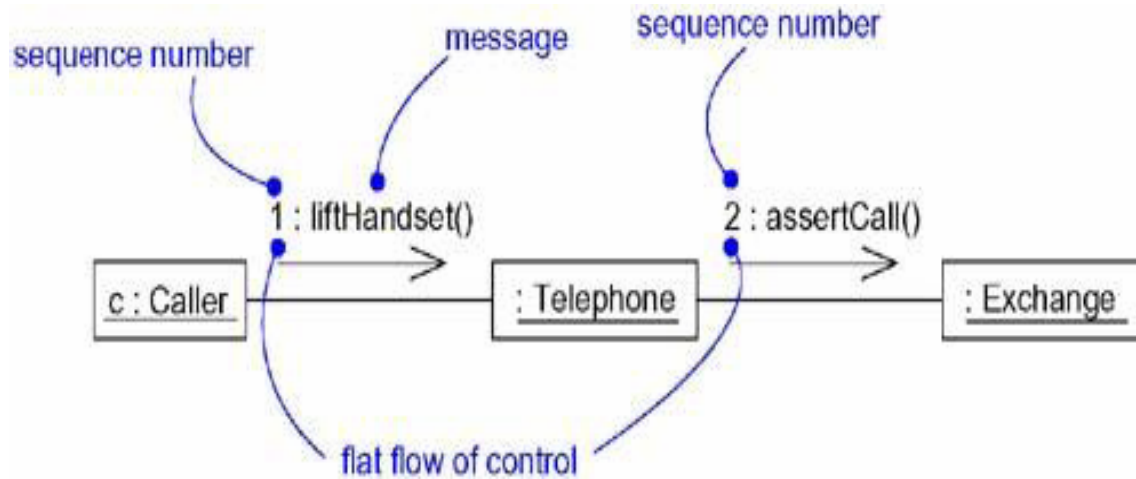 sequence number
message
sequence number
1 : liftHandset()
2 : assertCall()
c : Caller
: Telephone
: Exchange
flat flow of control